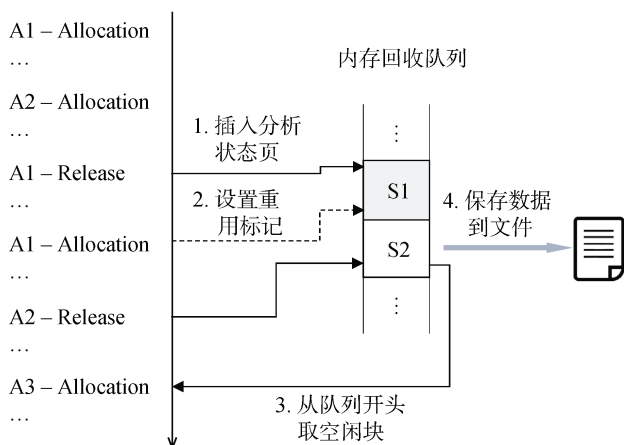 A1 – Allocation
…
A2 – Allocation
…
A1 – Release
…
A1 – Allocation
…
A2 – Release
…
A3 – Allocation
…
内存回收队列
⋮
S1
S2
⋮
1. 插入分析
状态页
2. 设置重
用标记
3. 从队列开头
取空闲块
4. 保存数据
到文件